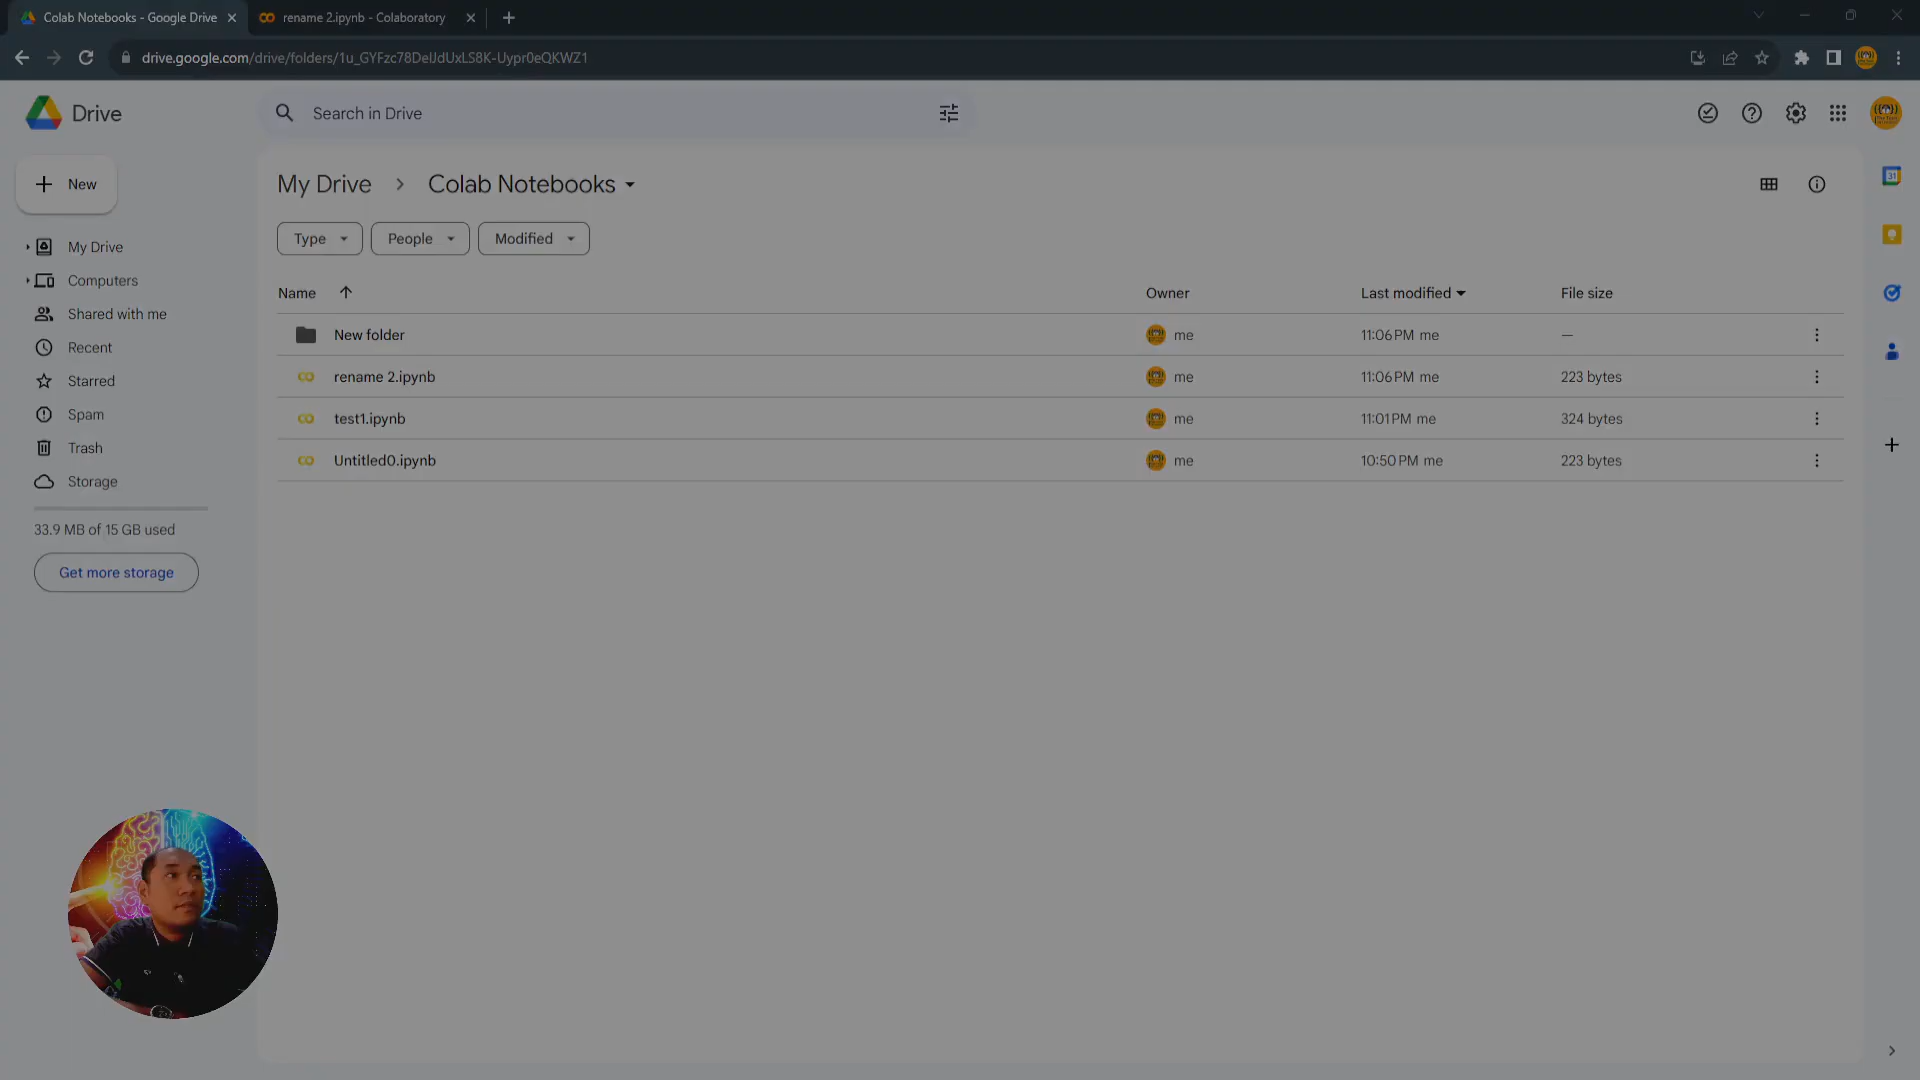 Colab Notebooks - Google Drive
rename 2.ipynb - Colaboratory
drive.google.com/drive/folders/1u_GYFzc78DelJdUxLS8K-Uypr0eQKWZ1
Drive
Search in Drive
New
My Drive
Computers
Shared with me
Recent
Starred
Spam
Trash
Storage
33.9 MB of 15 GB used
Get more storage
My Drive > Colab Notebooks
Type People Modified
Name Owner Last modified File size
New folder me 11:06 PM me —
rename 2.ipynb me 11:06 PM me 223 bytes
test1.ipynb me 11:01 PM me 324 bytes
Untitled0.ipynb me 10:50 PM me 223 bytes
31